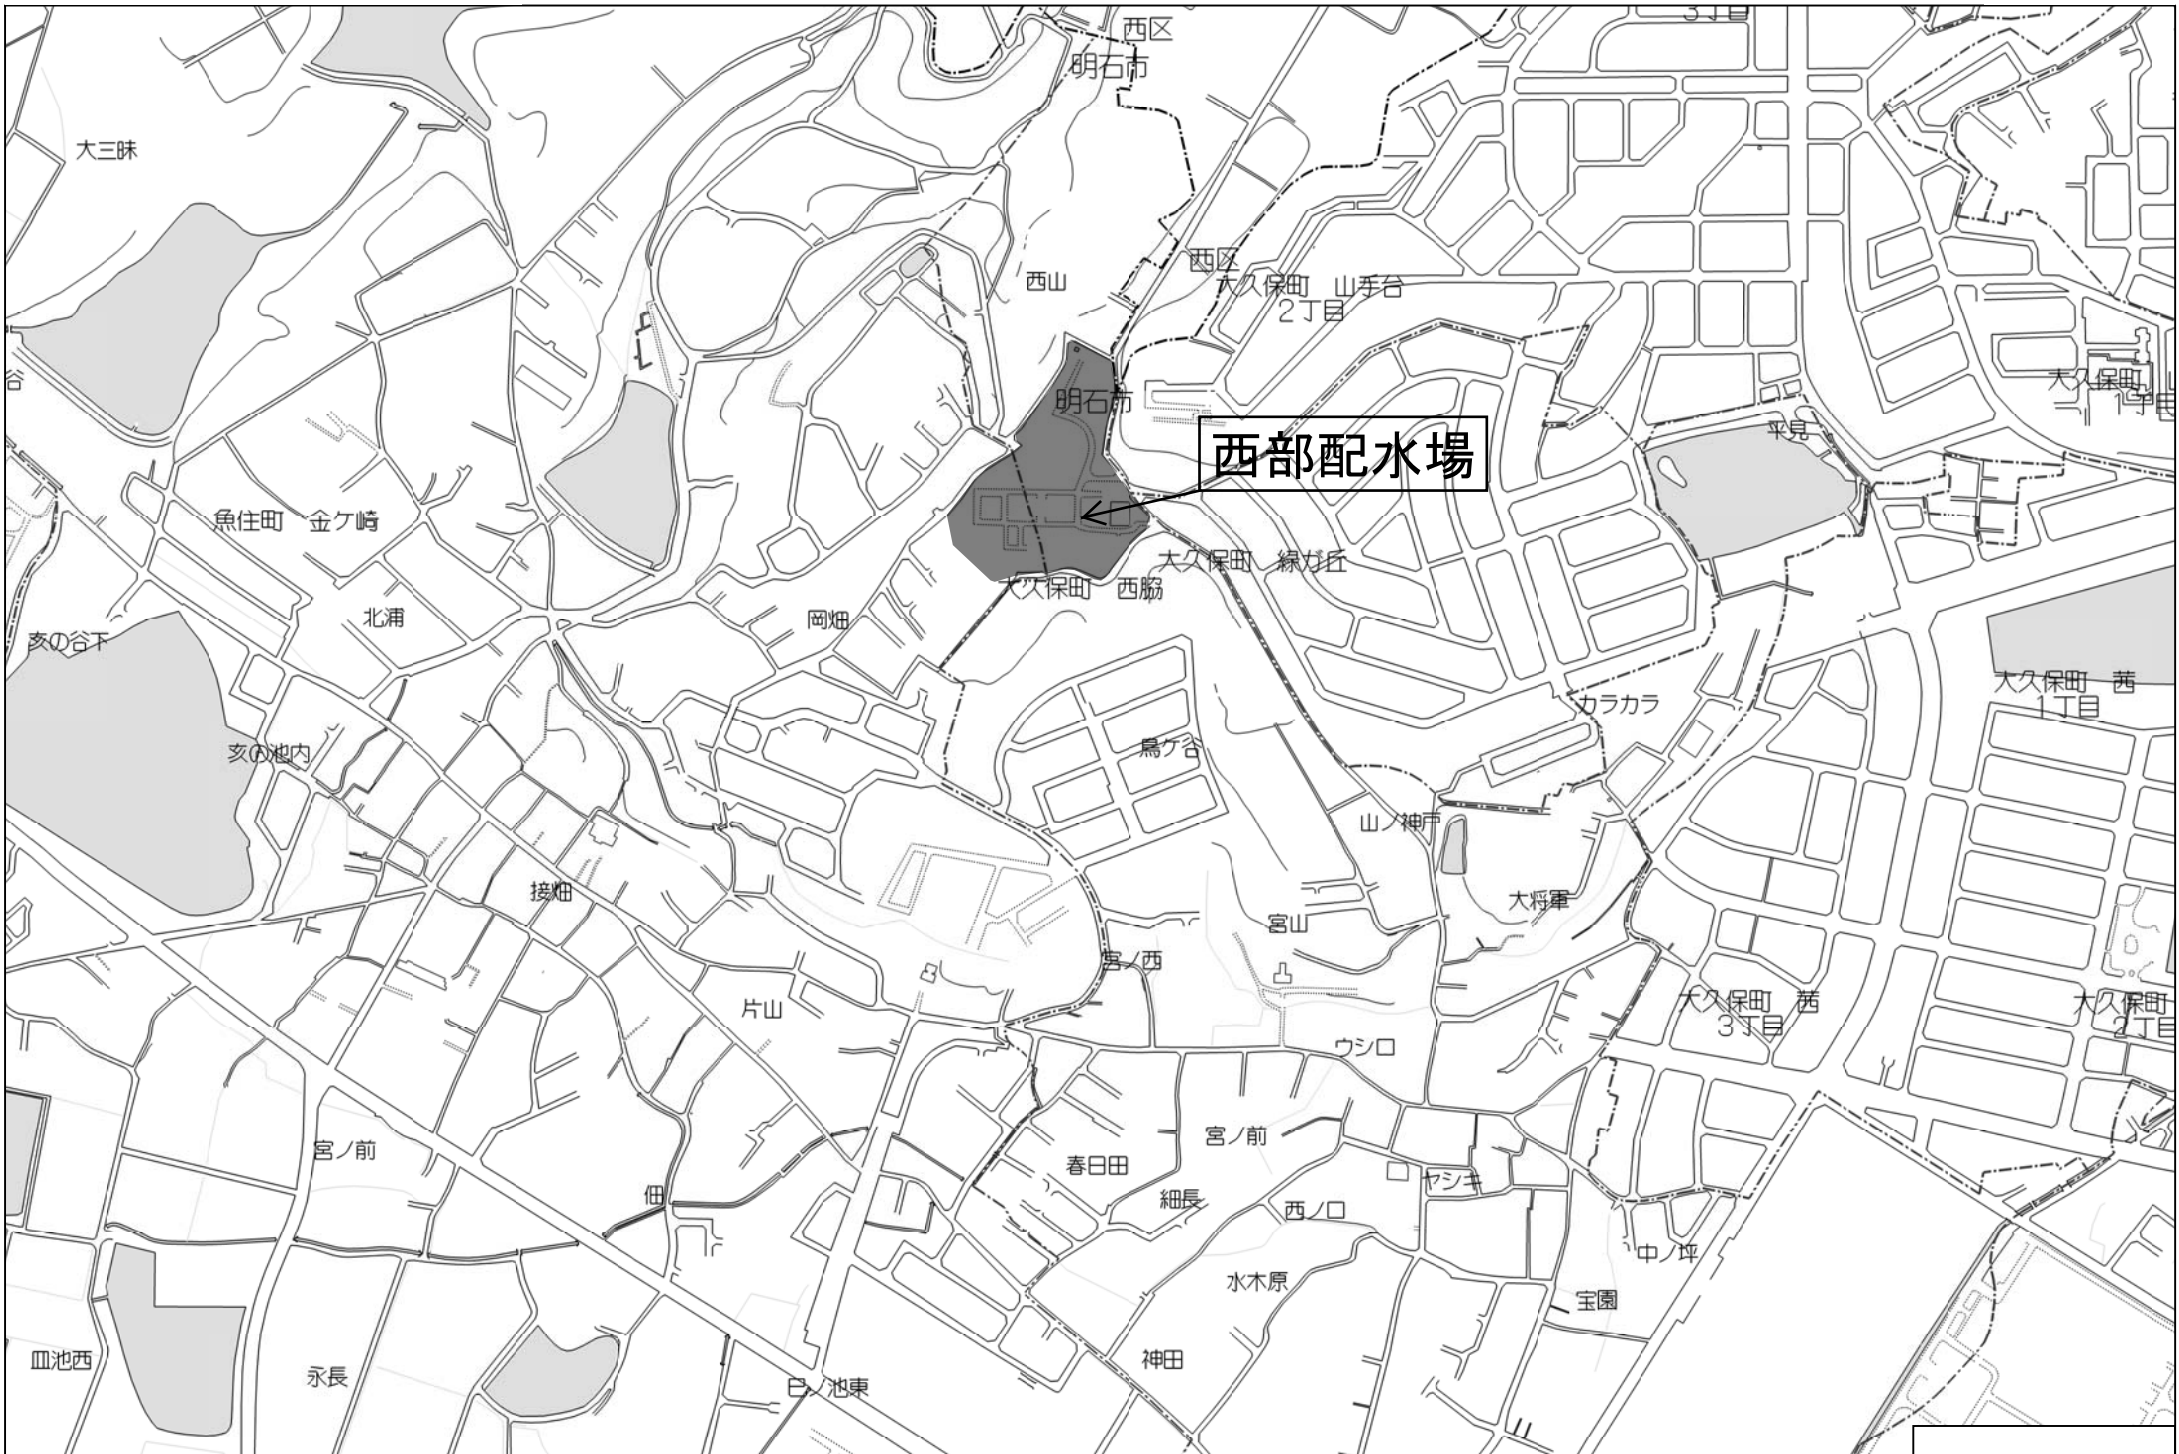 西区
3丁目
明石市
大三昧
西区
西山
大久保町 山手台
2丁目
谷
大久保町 山
1丁目
明石市
平見
西部配水場
魚住町 金ケ崎
大久保町 緑が丘
大久保町 西脇
北浦
岡畑
亥の谷下
大久保町 茜
1丁目
カラカラ
鳥ケ谷
亥の池内
山ノ神戸
接畑
大将軍
宮山
宮ノ西
片山
大久保町 茜
3丁目
大久保町
2丁目
ウシロ
宮ノ前
宮ノ前
春日田
ヤシキ
佃
細長
西ノ口
中ノ坪
水木原
宝園
皿池西
永長
神田
巳ノ池東